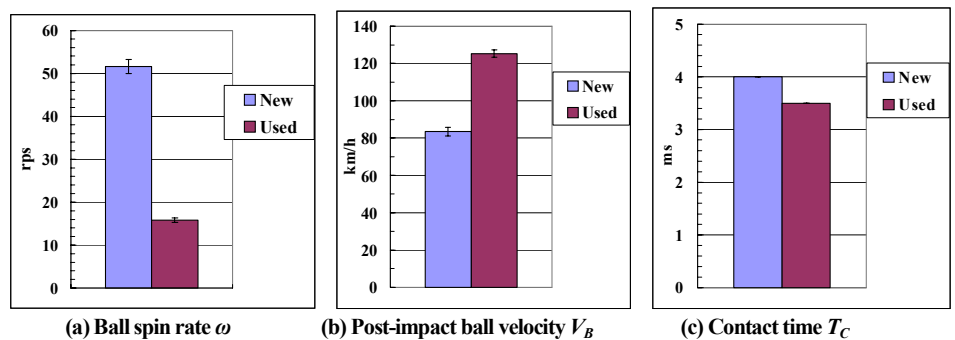 60
50
40
30
20
10
0
rps
New
Used
(a) Ball spin rate ω
140
120
100
80
60
40
20
0
km/h
New
Used
(b) Post-impact ball velocity V_B
5
4
3
2
1
0
ms
New
Used
(c) Contact time T_C